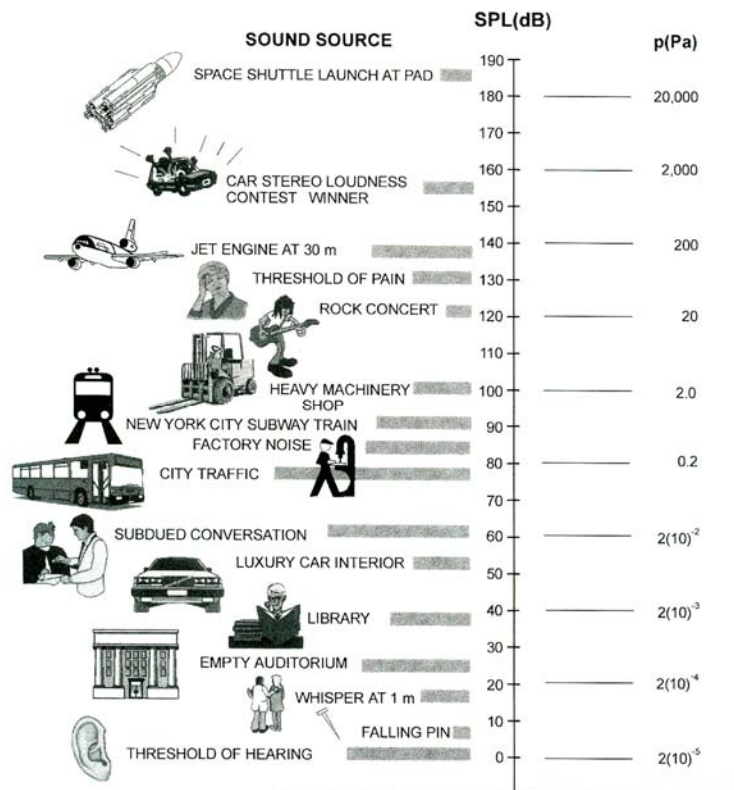 SPL(dB)
SOUND SOURCE
p(Pa)
190
SPACE SHUTTLE LAUNCH AT PAD
180
20,000
170
160
2,000
CAR STEREO LOUDNESS
CONTEST WINNER
150
140
200
JET ENGINE AT 30 m
THRESHOLD OF PAIN
130
ROCK CONCERT
120
20
110
HEAVY MACHINERY
SHOP
100
2.0
NEW YORK CITY SUBWAY TRAIN
90
FACTORY NOISE
CITY TRAFFIC
80
0.2
70
SUBDUED CONVERSATION
60
2(10)⁻²
LUXURY CAR INTERIOR
50
LIBRARY
40
2(10)⁻³
30
EMPTY AUDITORIUM
20
2(10)⁻⁴
WHISPER AT 1 m
10
FALLING PIN
THRESHOLD OF HEARING
0
2(10)⁻⁵